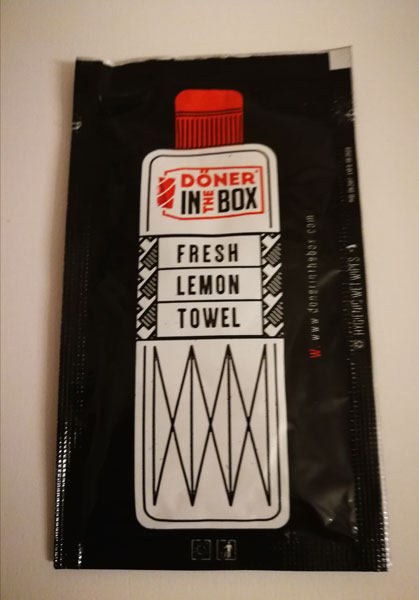 DÖNER
IN THE BOX
FRESH
LEMON
TOWEL
W www.donerinthebox.com